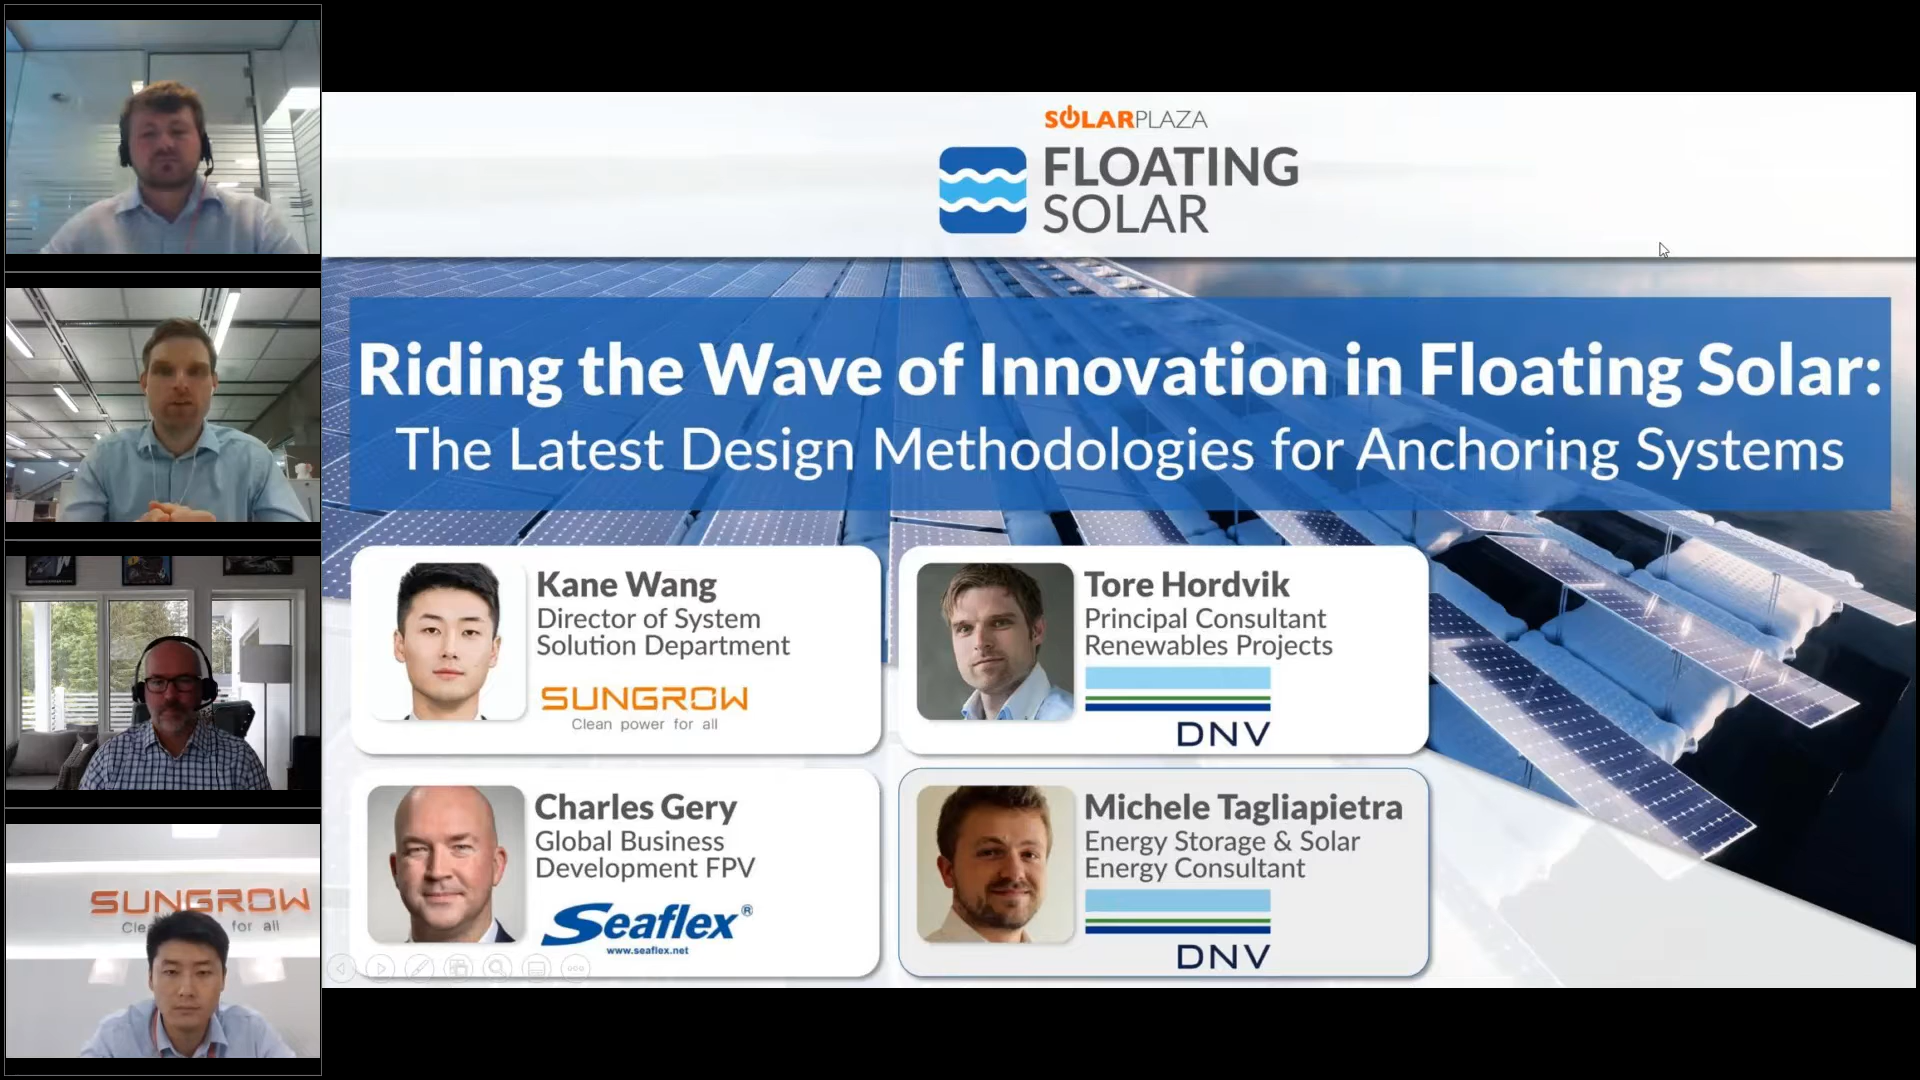 SOLARPLAZA
FLOATING
SOLAR
Riding the Wave of Innovation in Floating Solar:
The Latest Design Methodologies for Anchoring Systems
Kane Wang
Director of System
Solution Department
SUNGROW
Clean power for all
Tore Hordvik
Principal Consultant
Renewables Projects
DNV
Charles Gery
Global Business
Development FPV
Seaflex®
www.seaflex.net
Michele Tagliapietra
Energy Storage & Solar
Energy Consultant
DNV
SUNGROW
Cle for all